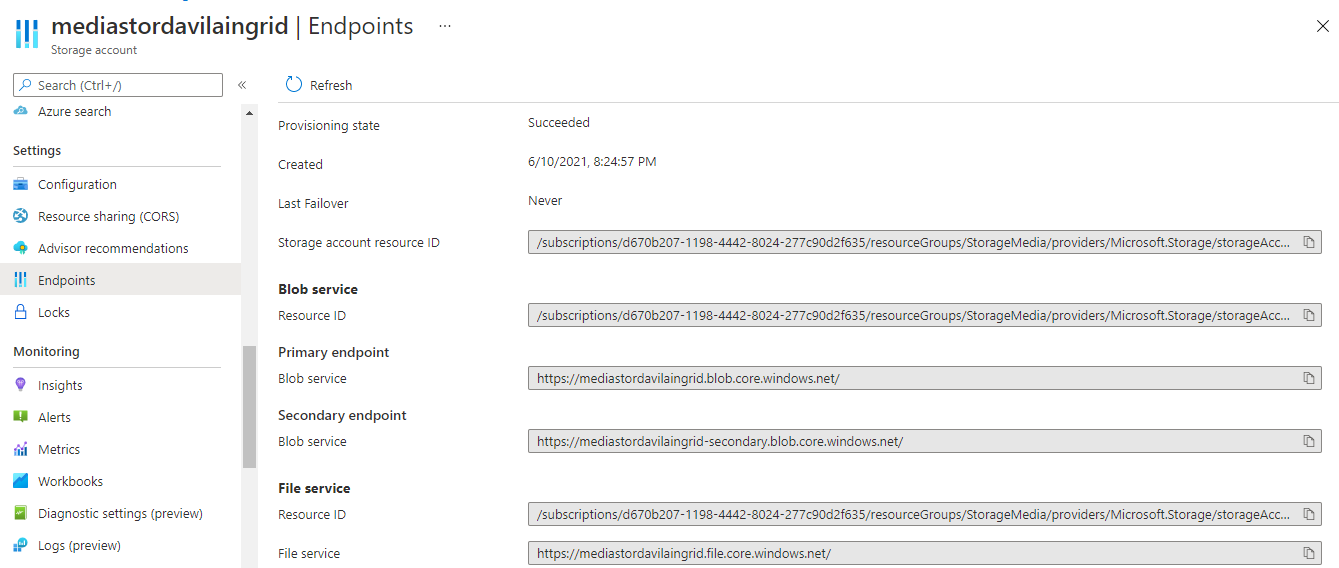 mediastordavilaingrid | Endpoints ...
Storage account
Search (Ctrl+/)
«
Azure search
Settings
Configuration
Resource sharing (CORS)
Advisor recommendations
Endpoints
Locks
Monitoring
Insights
Alerts
Metrics
Workbooks
Diagnostic settings (preview)
Logs (preview)
Refresh
Provisioning state Succeeded
Created 6/10/2021, 8:24:57 PM
Last Failover Never
Storage account resource ID /subscriptions/d670b207-1198-4442-8024-277c90d2f635/resourceGroups/StorageMedia/providers/Microsoft.Storage/storageAcc...
Blob service
Resource ID /subscriptions/d670b207-1198-4442-8024-277c90d2f635/resourceGroups/StorageMedia/providers/Microsoft.Storage/storageAcc...
Primary endpoint
Blob service https://mediastordavilaingrid.blob.core.windows.net/
Secondary endpoint
Blob service https://mediastordavilaingrid-secondary.blob.core.windows.net/
File service
Resource ID /subscriptions/d670b207-1198-4442-8024-277c90d2f635/resourceGroups/StorageMedia/providers/Microsoft.Storage/storageAcc...
File service https://mediastordavilaingrid.file.core.windows.net/